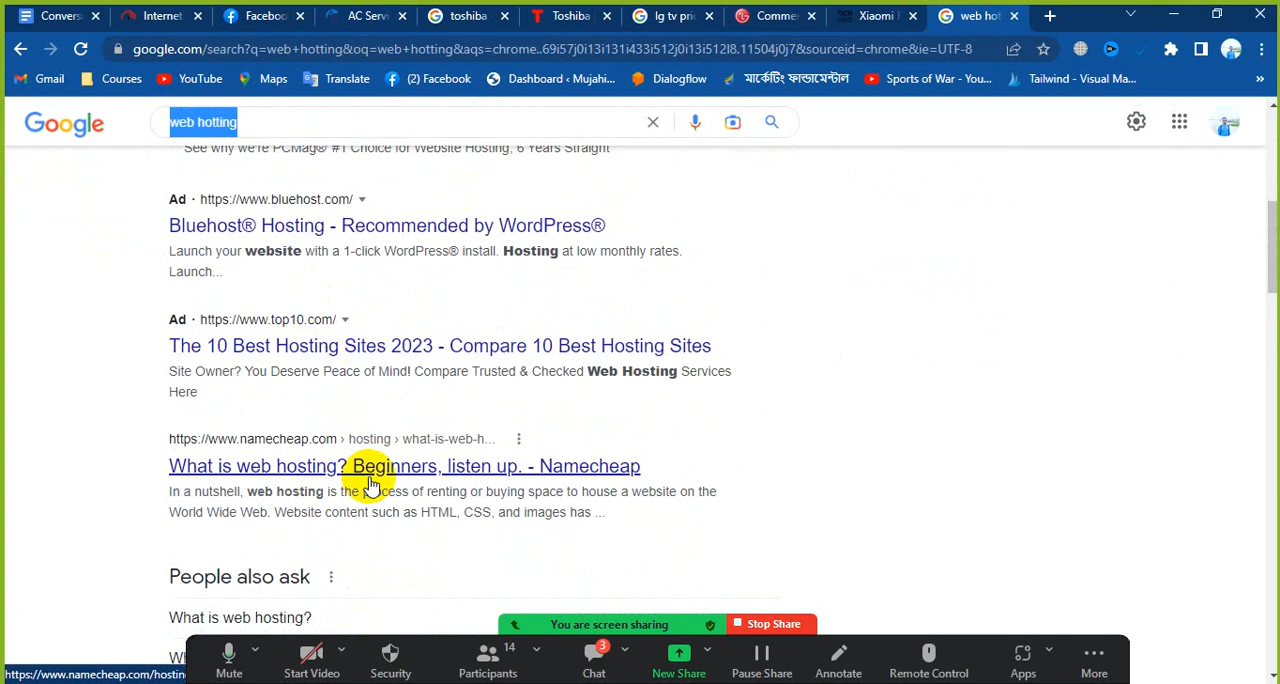 Convers
Internet
Facebo
AC Servi
toshiba
Toshiba
lg tv pric
Comme
Xiaomi
web hot
google.com/search?q=web+hotting&oq=web+hotting&aqs=chrome..69i57j0i13i131i433i512j0i13i512l8.11504j0j7&sourceid=chrome&ie=UTF-8
Gmail
Courses
YouTube
Maps
Translate
(2) Facebook
Dashboard ‹ Mujahi...
Dialogflow
মার্কেটিং ফান্ডামেন্টাল
Sports of War - You...
Tailwind - Visual Ma...
Google
web hotting
See why we're PCMag® #1 Choice for Website Hosting, 6 Years Straight
Ad · https://www.bluehost.com/
Bluehost® Hosting - Recommended by WordPress®
Launch your website with a 1-click WordPress® install. Hosting at low monthly rates.
Launch...
Ad · https://www.top10.com/
The 10 Best Hosting Sites 2023 - Compare 10 Best Hosting Sites
Site Owner? You Deserve Peace of Mind! Compare Trusted & Checked Web Hosting Services
Here
https://www.namecheap.com › hosting › what-is-web-h...
What is web hosting? Beginners, listen up. - Namecheap
In a nutshell, web hosting is the process of renting or buying space to house a website on the
World Wide Web. Website content such as HTML, CSS, and images has ...
People also ask
What is web hosting?
You are screen sharing
Stop Share
14
3
Mute
Start Video
Security
Participants
Chat
New Share
Pause Share
Annotate
Remote Control
Apps
More
https://www.namecheap.com/hostin